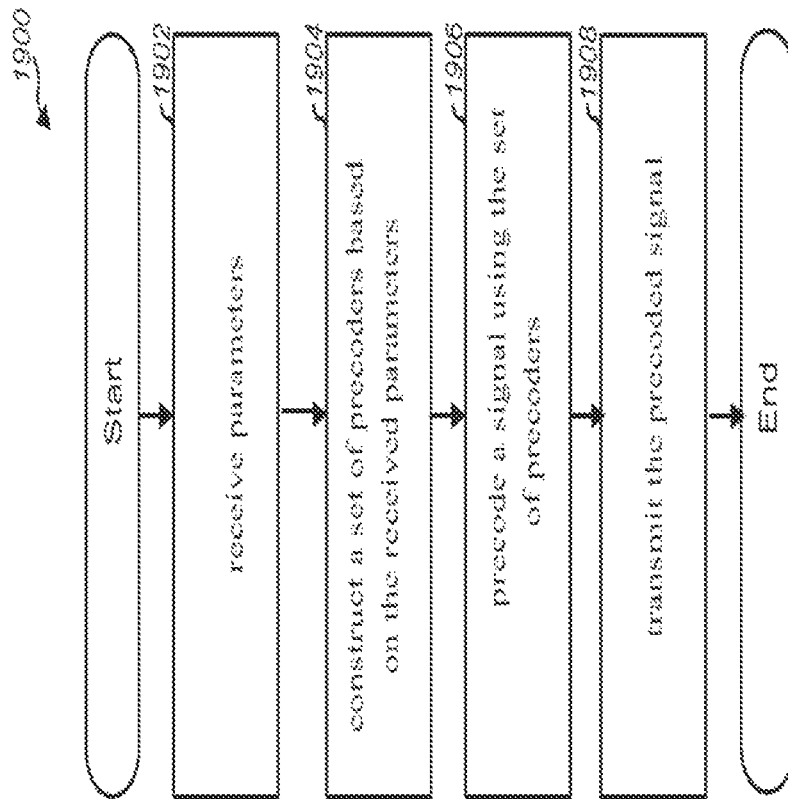 1900
Start
1902
receive parameters
1904
construct a set of precoders based
on the received parameters
1906
precode a signal using the set
of precoders
1908
transmit the precoded signal
End